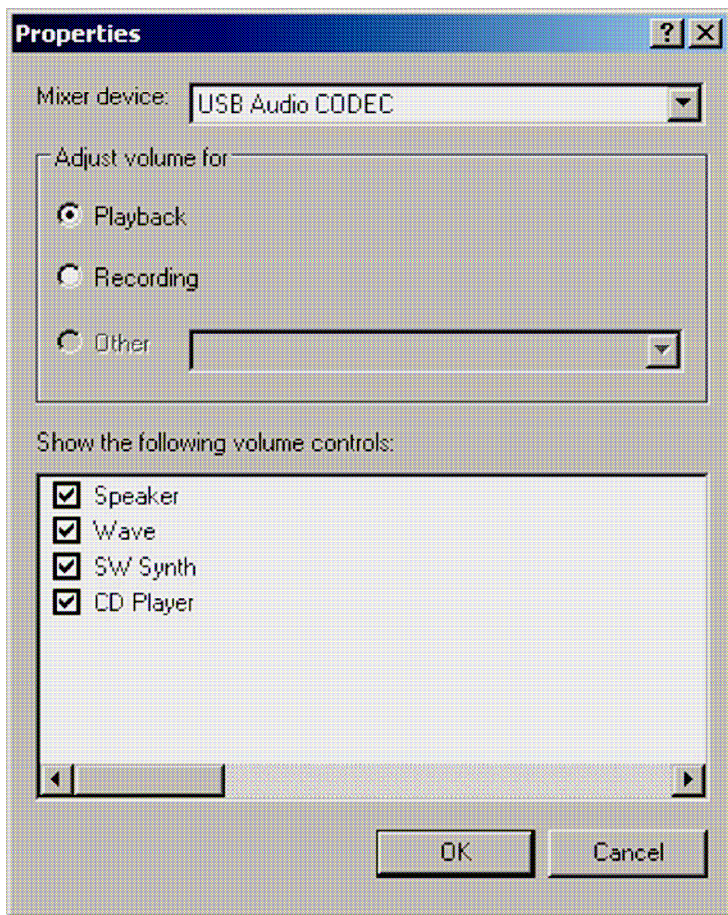 Properties
Mixer device: USB Audio CODEC
Adjust volume for
Playback
Recording
Other
Show the following volume controls:
Speaker
Wave
SW Synth
CD Player
OK Cancel